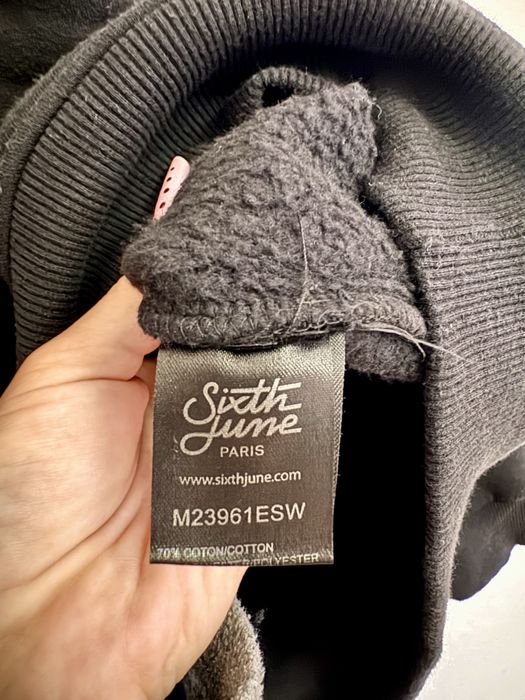 Sixth
June
PARIS
www.sixthjune.com
M23961ESW
70% COTON/COTTON